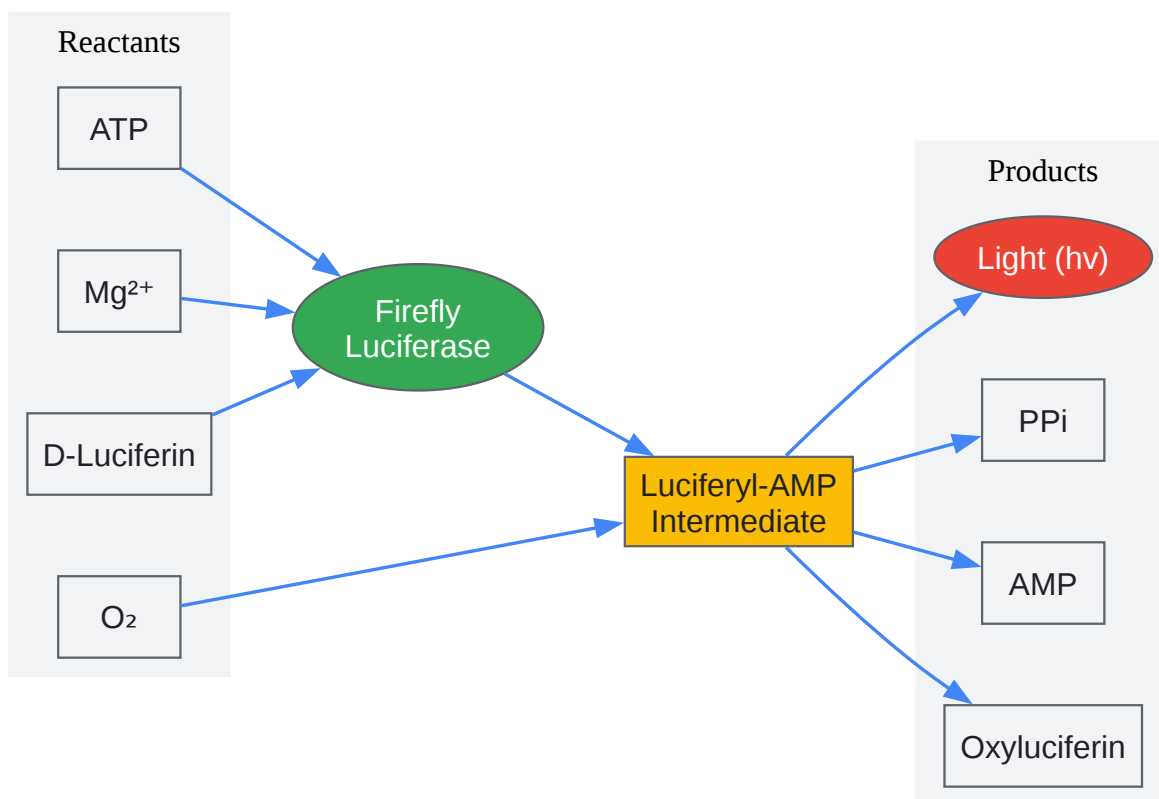 Reactants
ATP
Mg²⁺
D-Luciferin
O₂
Firefly
Luciferase
Luciferyl-AMP
Intermediate
Products
Light (hv)
PPi
AMP
Oxyluciferin